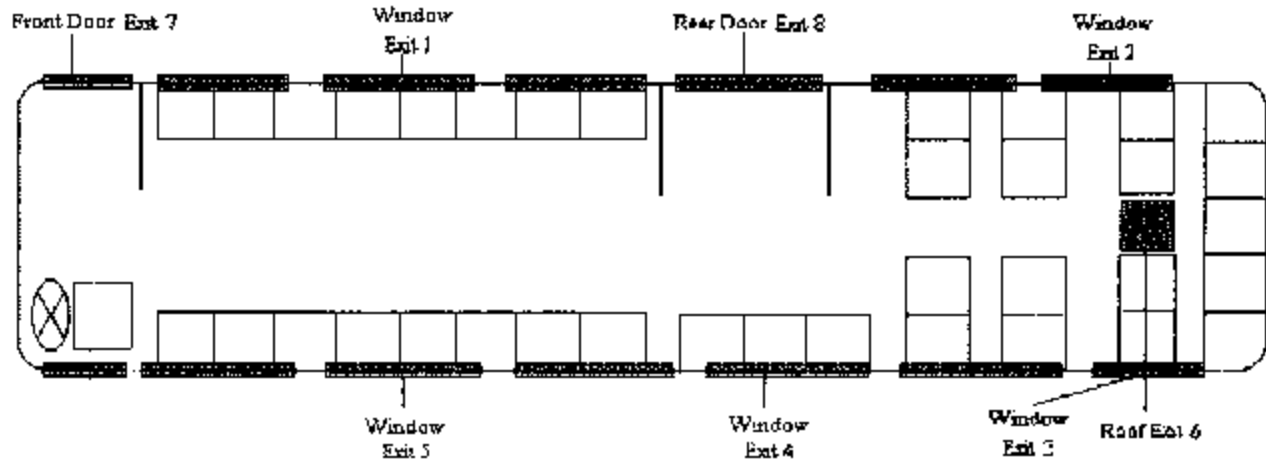 Front Door Exit 7
Window
Exit 1
Rear Door Exit 8
Window
Exit 2
Window
Exit 5
Window
Exit 4
Window
Exit 3
Roof Exit 6